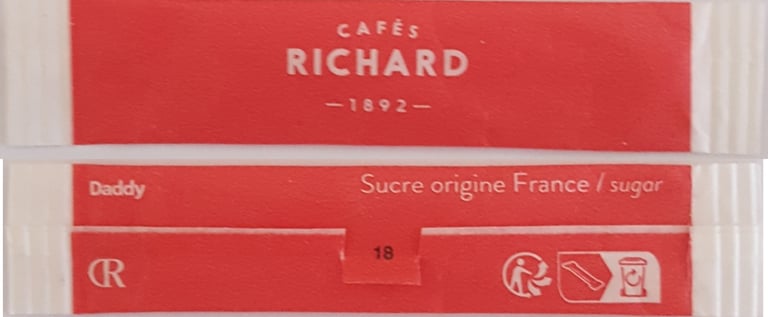 CAFÉS
RICHARD
—1892—
Daddy
Sucre origine France / sugar
CR
18